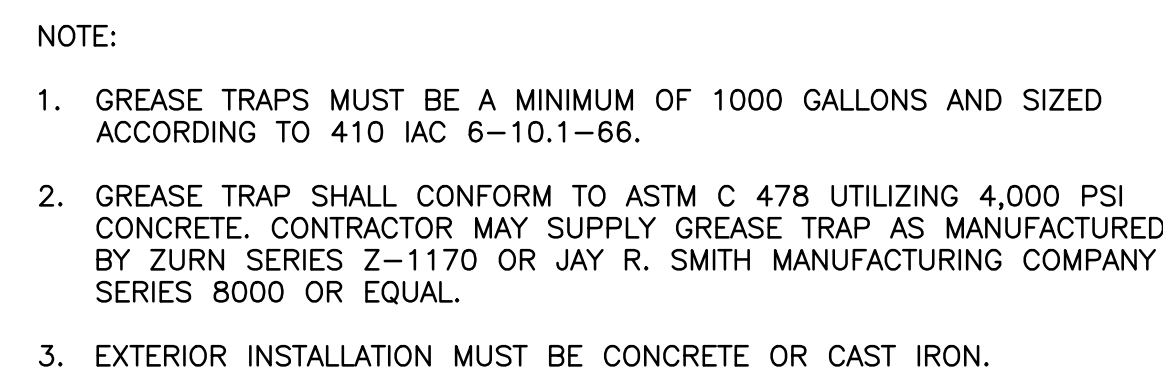 NOTE:
1. GREASE TRAPS MUST BE A MINIMUM OF 1000 GALLONS AND SIZED
ACCORDING TO 410 IAC 6-10.1-66.
2. GREASE TRAP SHALL CONFORM TO ASTM C 478 UTILIZING 4,000 PSI
CONCRETE. CONTRACTOR MAY SUPPLY GREASE TRAP AS MANUFACTURED
BY ZURN SERIES Z-1170 OR JAY R. SMITH MANUFACTURING COMPANY
SERIES 8000 OR EQUAL.
3. EXTERIOR INSTALLATION MUST BE CONCRETE OR CAST IRON.